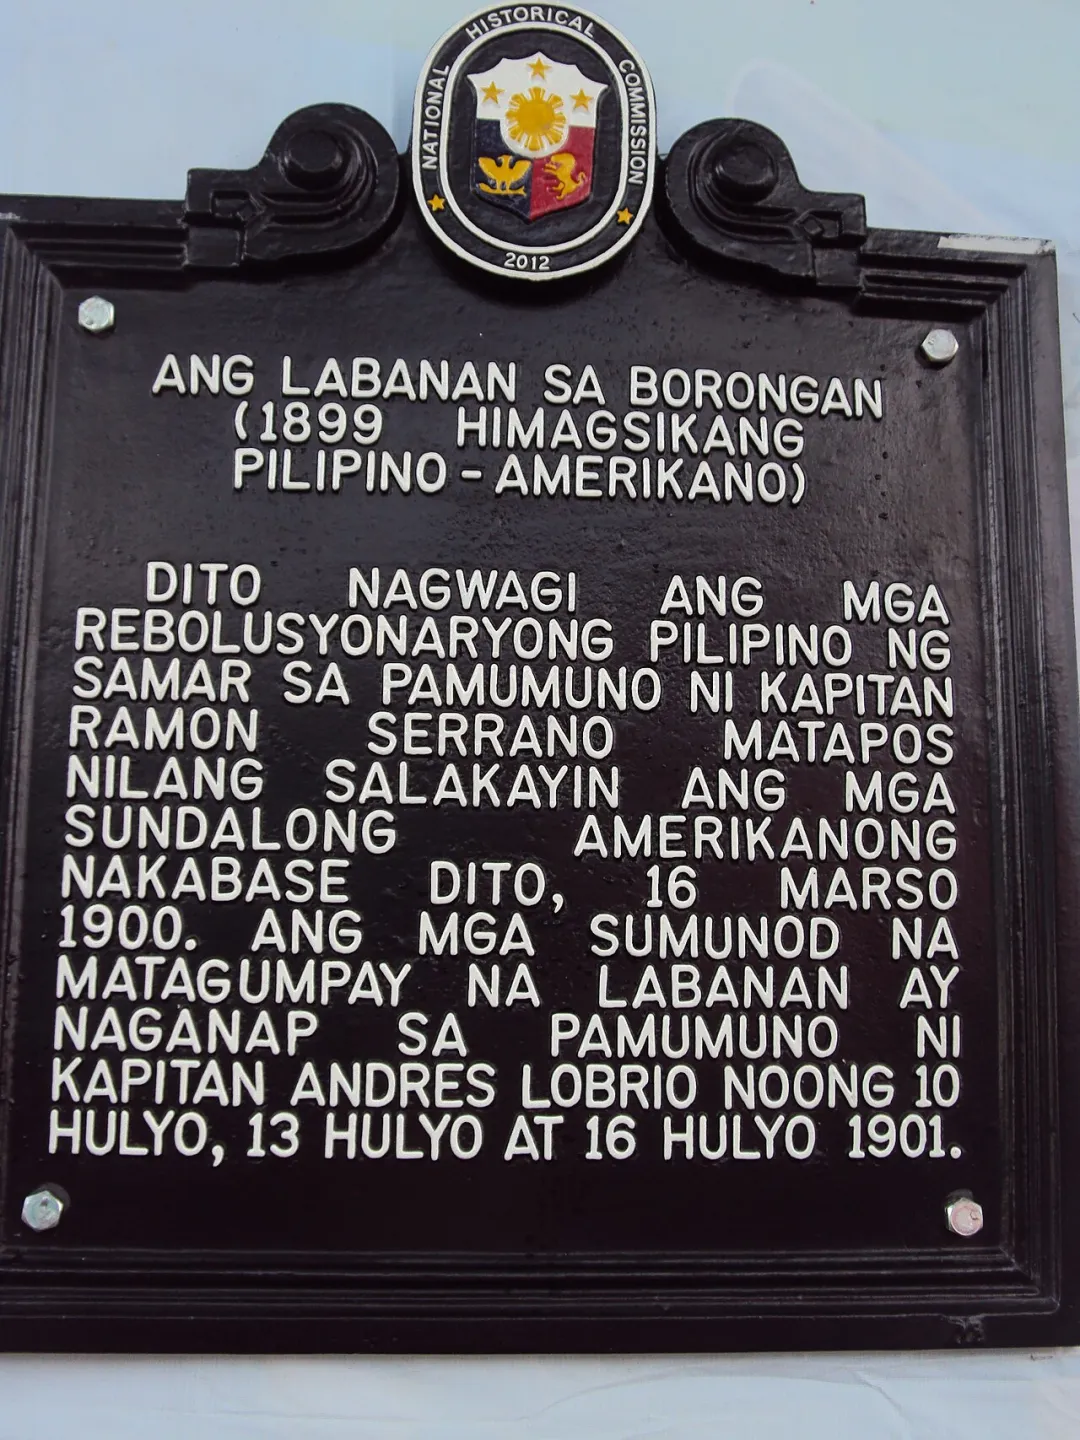 NATIONAL HISTORICAL COMMISSION
2012
ANG LABANAN SA BORONGAN
(1899 HIMAGSIKANG
PILIPINO-AMERIKANO)
DITO NAGWAGI ANG MGA
REBOLUSYONARYONG PILIPINO NG
SAMAR SA PAMUMUNO NI KAPITAN
RAMON SERRANO MATAPOS
NILANG SALAKAYIN ANG MGA
SUNDALONG AMERIKANONG
NAKABASE DITO, 16 MARSO
1900. ANG MGA SUMUNOD NA
MATAGUMPAY NA LABANAN AY
NAGANAP SA PAMUMUNO NI
KAPITAN ANDRES LOBRIO NOONG 10
HULYO, 13 HULYO AT 16 HULYO 1901.